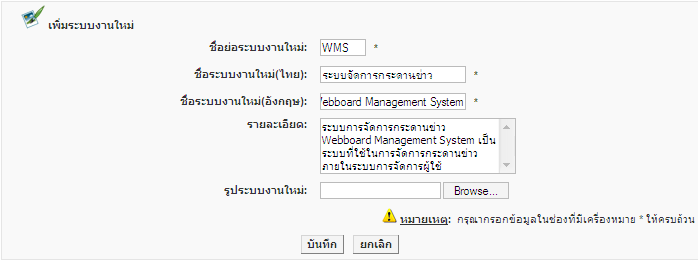 เพิ่มระบบงานใหม่
ชื่อย่อระบบงานใหม่: WMS *
ชื่อระบบงานใหม่(ไทย): ระบบจัดการกระดานข่าว *
ชื่อระบบงานใหม่(อังกฤษ): Webboard Management System *
รายละเอียด: ระบบการจัดการกระดานข่าว
Webboard Management System เป็น
ระบบที่ใช้ในการจัดการกระดานข่าว
ภายในระบบการจัดการผู้ใช้
รูประบบงานใหม่: Browse...
หมายเหตุ: กรุณากรอกข้อมูลในช่องที่มีเครื่องหมาย * ให้ครบถ้วน
บันทึก ยกเลิก